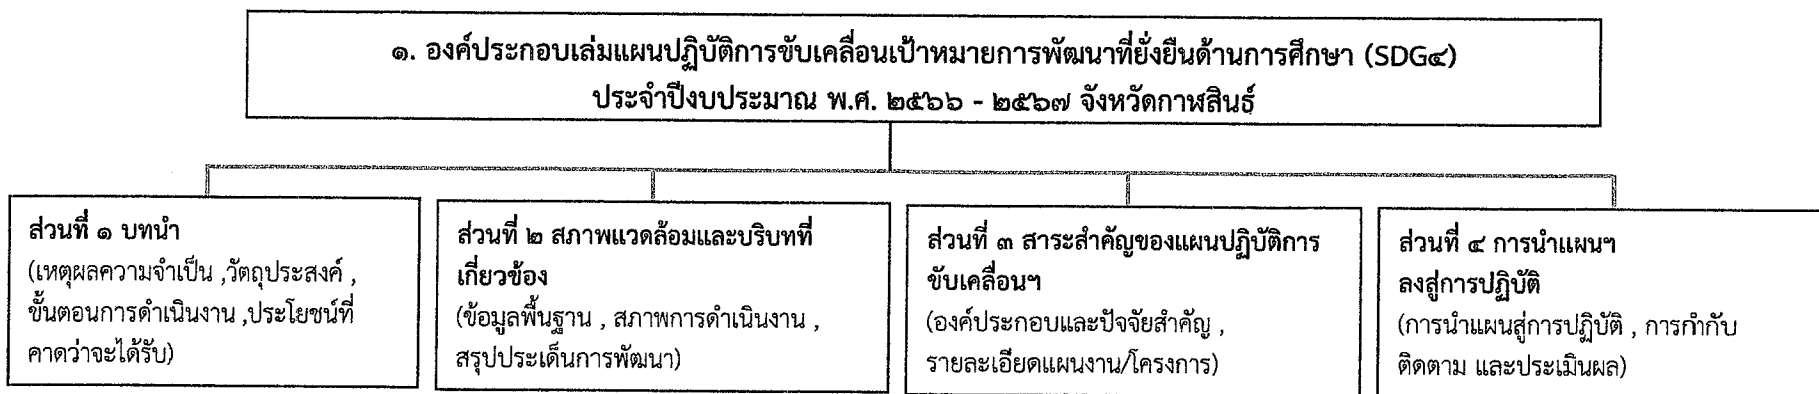 ๑. องค์ประกอบเล่มแผนปฏิบัติการขับเคลื่อนเป้าหมายการพัฒนาที่ยั่งยืนด้านการศึกษา (SDG๔)
ประจำปีงบประมาณ พ.ศ. ๒๕๖๖ - ๒๕๖๗ จังหวัดกาฬสินธุ์
ส่วนที่ ๑ บทนำ
(เหตุผลความจำเป็น ,วัตถุประสงค์ ,
ขั้นตอนการดำเนินงาน ,ประโยชน์ที่
คาดว่าจะได้รับ)
ส่วนที่ ๒ สภาพแวดล้อมและบริบทที่
เกี่ยวข้อง
(ข้อมูลพื้นฐาน , สภาพการดำเนินงาน ,
สรุปประเด็นการพัฒนา)
ส่วนที่ ๓ สาระสำคัญของแผนปฏิบัติการ
ขับเคลื่อนฯ
(องค์ประกอบและปัจจัยสำคัญ ,
รายละเอียดแผนงาน/โครงการ)
ส่วนที่ ๔ การนำแผนฯ
ลงสู่การปฏิบัติ
(การนำแผนสู่การปฏิบัติ , การกำกับ
ติดตาม และประเมินผล)